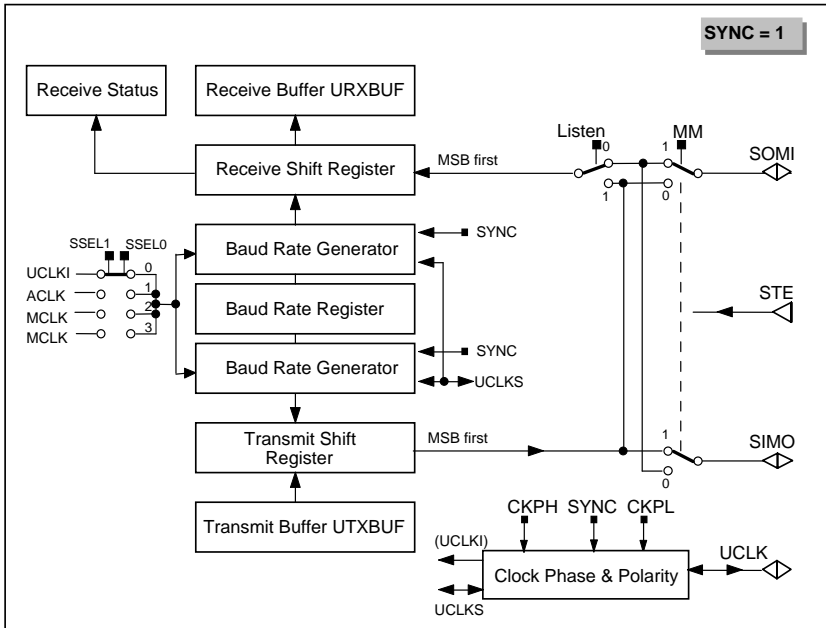 SYNC = 1
Receive Status
Receive Buffer URXBUF
Listen
MM
0
1
SOMI
Receive Shift Register
MSB first
1
0
SSEL1
SSEL0
Baud Rate Generator
SYNC
UCLKI
0
ACLK
1
Baud Rate Register
STE
MCLK
2
MCLK
3
Baud Rate Generator
SYNC
UCLKS
Transmit Shift
Register
MSB first
1
SIMO
0
Transmit Buffer UTXBUF
CKPH
SYNC
CKPL
(UCLKI)
Clock Phase & Polarity
UCLK
UCLKS